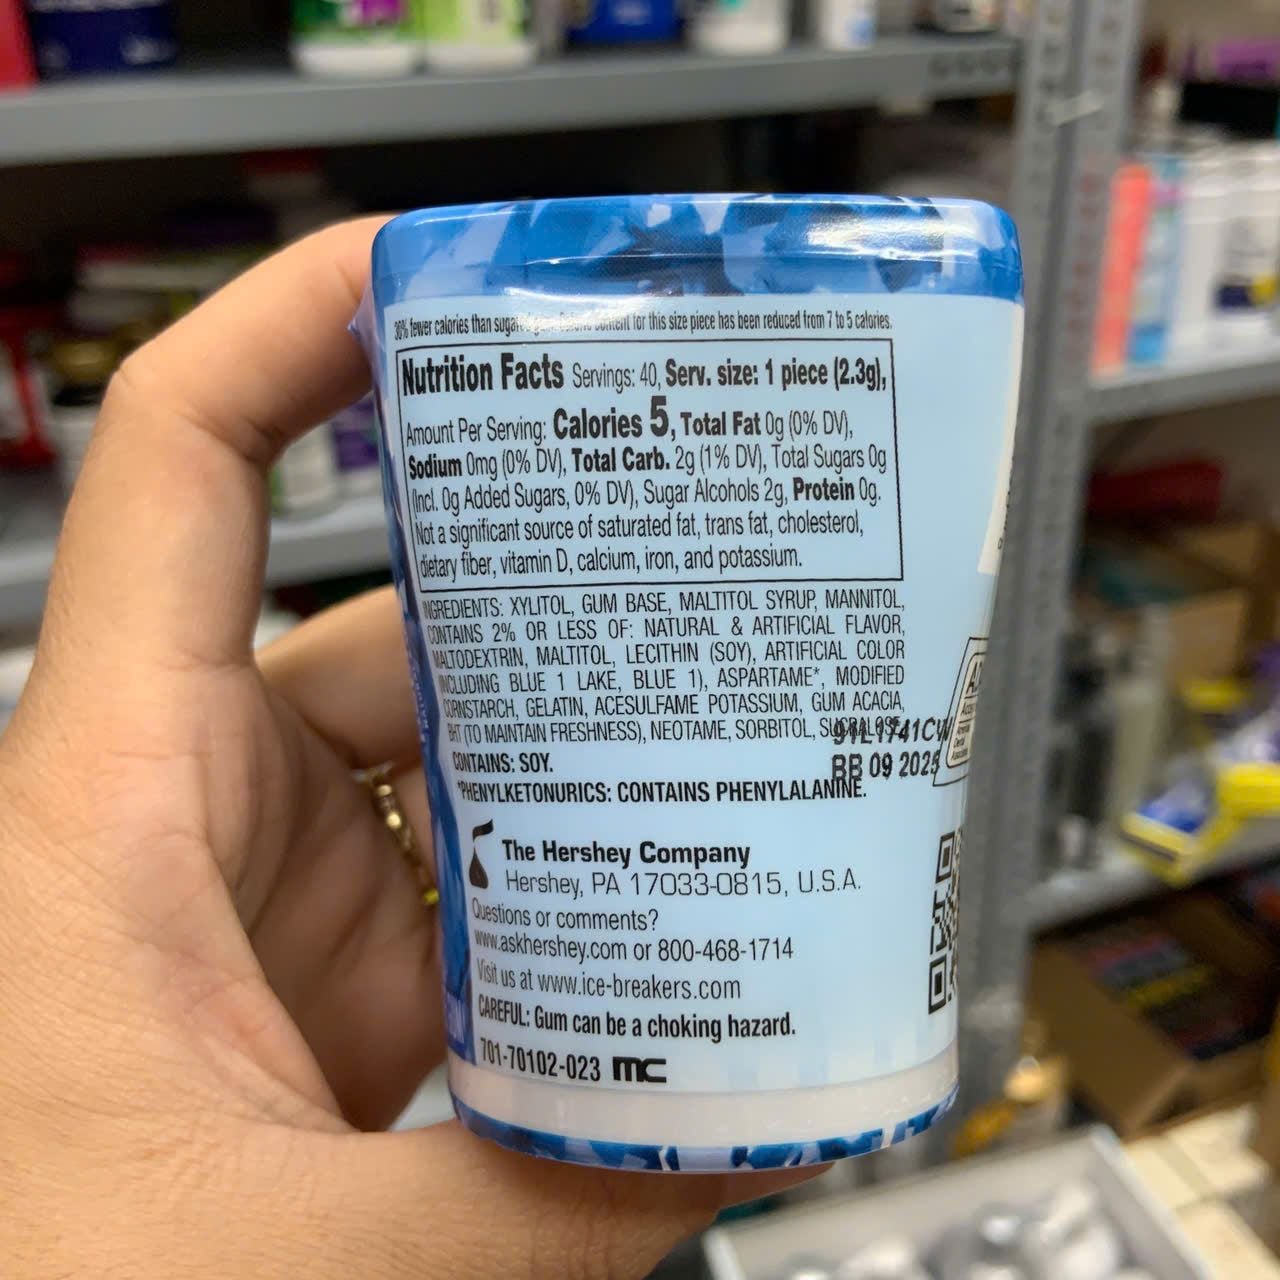 30% fewer calories than sugared gum. Calorie content for this size piece has been reduced from 7 to 5 calories.
Nutrition Facts Servings: 40, Serv. size: 1 piece (2.3g),
Amount Per Serving: Calories 5, Total Fat 0g (0% DV),
Sodium 0mg (0% DV), Total Carb. 2g (1% DV), Total Sugars 0g
(Incl. 0g Added Sugars, 0% DV), Sugar Alcohols 2g, Protein 0g.
Not a significant source of saturated fat, trans fat, cholesterol,
dietary fiber, vitamin D, calcium, iron, and potassium.
INGREDIENTS: XYLITOL, GUM BASE, MALTITOL SYRUP, MANNITOL,
CONTAINS 2% OR LESS OF: NATURAL & ARTIFICIAL FLAVOR,
MALTODEXTRIN, MALTITOL, LECITHIN (SOY), ARTIFICIAL COLOR
(INCLUDING BLUE 1 LAKE, BLUE 1), ASPARTAME*, MODIFIED
CORNSTARCH, GELATIN, ACESULFAME POTASSIUM, GUM ACACIA,
BHT (TO MAINTAIN FRESHNESS), NEOTAME, SORBITOL, SUCRALOSE.
91L1741CW
CONTAINS: SOY.
BB 09 2025
*PHENYLKETONURICS: CONTAINS PHENYLALANINE.
The Hershey Company
Hershey, PA 17033-0815, U.S.A.
Questions or comments?
www.askhershey.com or 800-468-1714
Visit us at www.ice-breakers.com
CAREFUL: Gum can be a choking hazard.
701-70102-023 mc